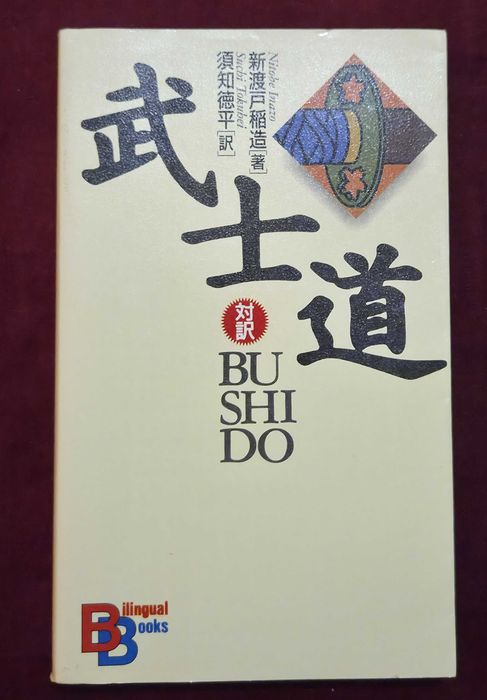 武士道
新渡戸稲造[著]
Nitobe Inazo
須知徳平[訳]
Suchi Tokuhei
対訳
BU
SHI
DO
Bilingual
Books